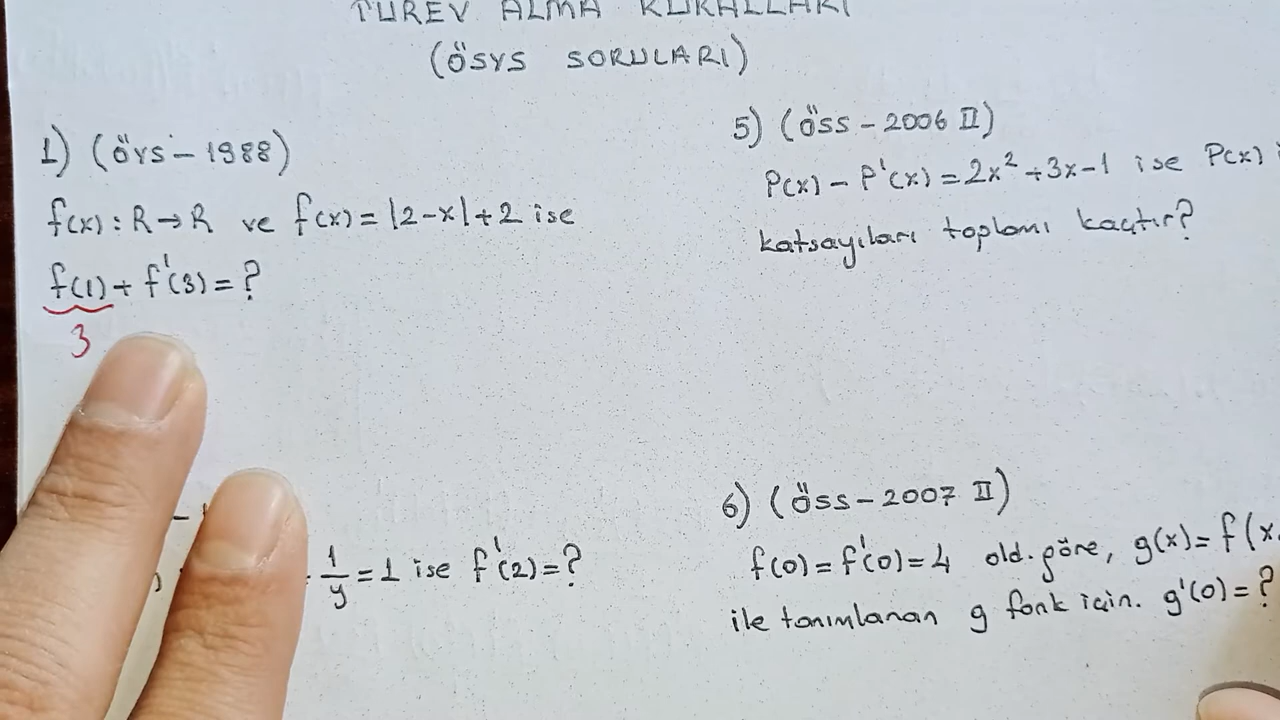 TÜREV ALMA KURALLARI
(ÖSYS SORULARI)
1) (ÖYS - 1988)
f(x) : R → R ve f(x) = |2-x| + 2 ise
f(1) + f'(3) = ?
3
1/y = 1 ise f'(2) = ?
5) (ÖSS - 2006 II)
P(x) - P'(x) = 2x² + 3x - 1 ise P(x)
katsayıları toplamı kaçtır?
6) (ÖSS - 2007 II)
f(0) = f'(0) = 4 old. göre, g(x) = f(x
ile tanımlanan g fonk için. g'(0) = ?